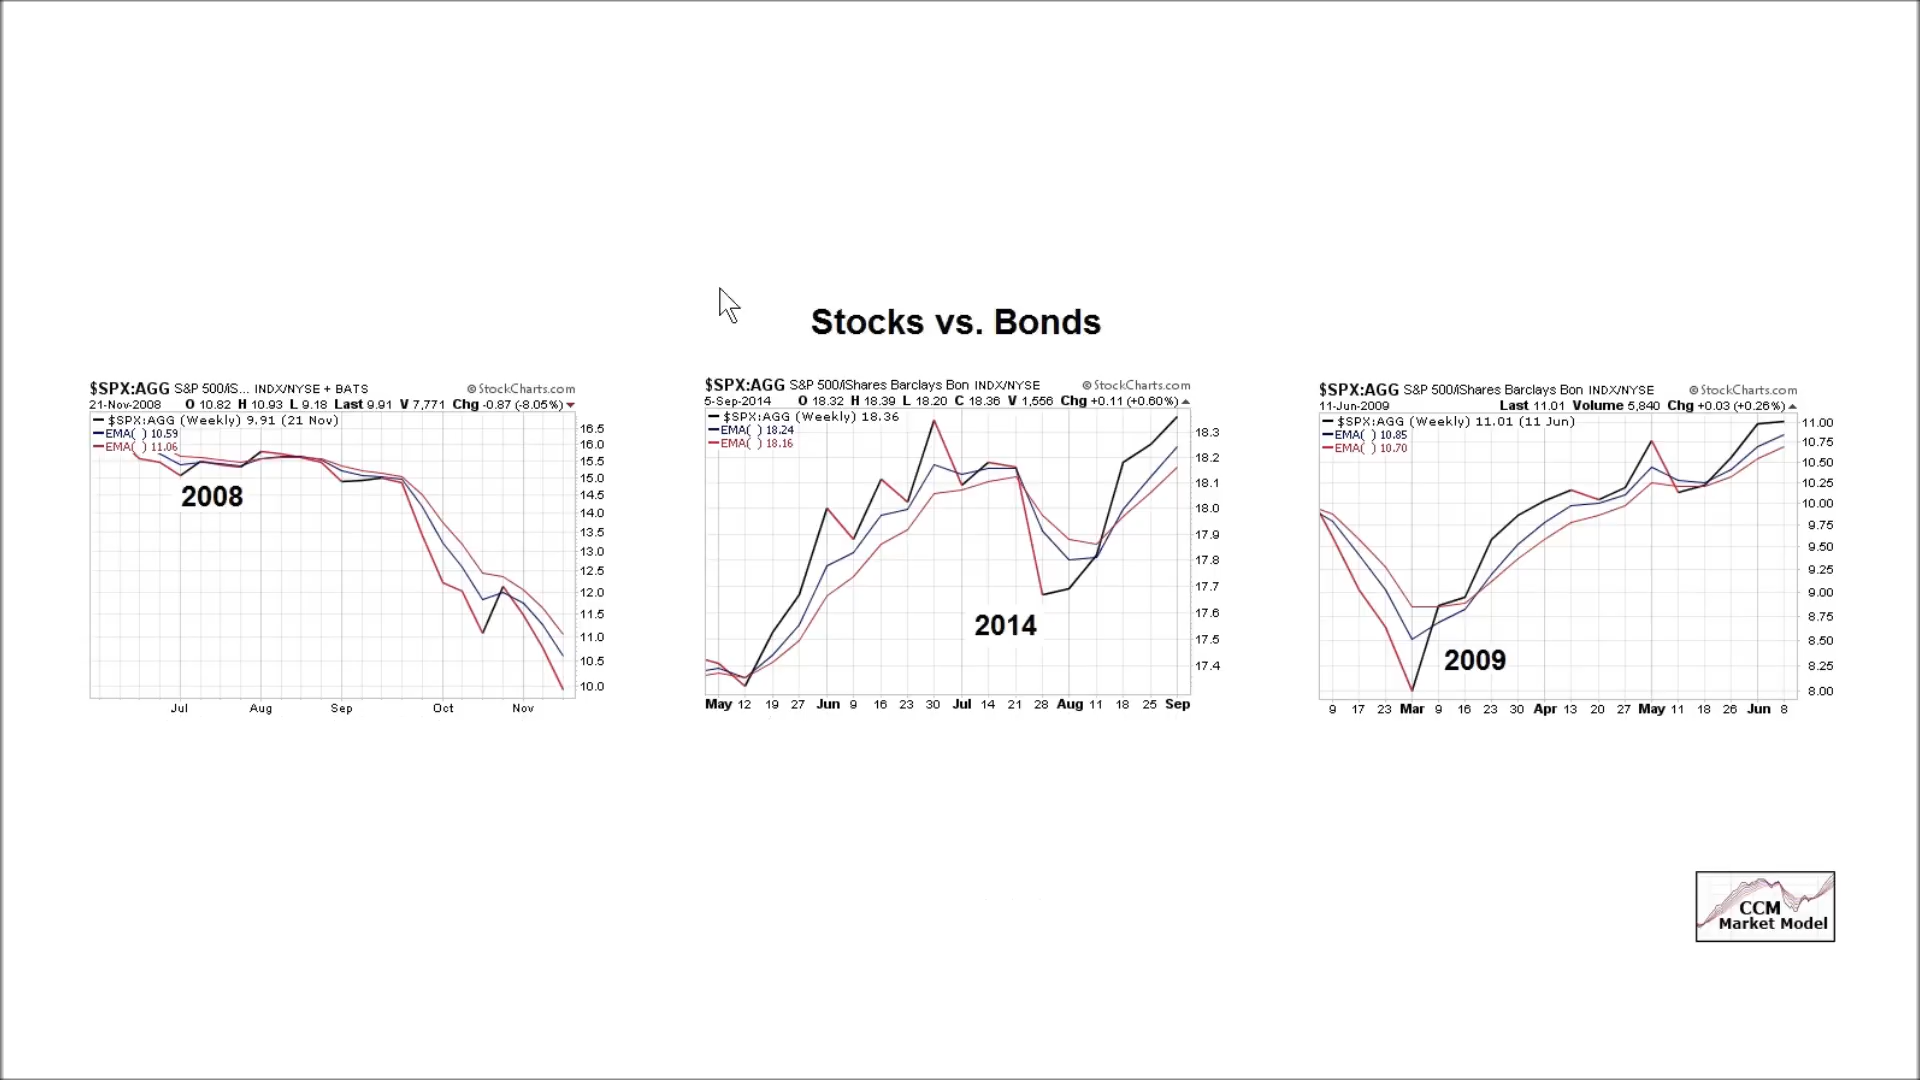 Stocks vs. Bonds
$SPX:AGG S&P 500/iS... INDX/NYSE + BATS ©StockCharts.com
21-Nov-2008 O 10.82 H 10.93 L 9.18 Last 9.91 V 7,771 Chg -0.87 (-8.05%)
$SPX:AGG (Weekly) 9.91 (21 Nov)
EMA( ) 10.59
EMA( ) 11.06
2008
16.5
16.0
15.5
15.0
14.5
14.0
13.5
13.0
12.5
12.0
11.5
11.0
10.5
10.0
Jul Aug Sep Oct Nov
$SPX:AGG S&P 500/iShares Barclays Bon INDX/NYSE ©StockCharts.com
5-Sep-2014 O 18.32 H 18.39 L 18.20 C 18.36 V 1,556 Chg +0.11 (+0.60%)
$SPX:AGG (Weekly) 18.36
EMA( ) 18.24
EMA( ) 18.16
2014
18.3
18.2
18.1
18.0
17.9
17.8
17.7
17.6
17.5
17.4
May 12 19 27 Jun 9 16 23 30 Jul 14 21 28 Aug 11 18 25 Sep
$SPX:AGG S&P 500/iShares Barclays Bon INDX/NYSE ©StockCharts.com
11-Jun-2009 Last 11.01 Volume 5,840 Chg +0.03 (+0.26%)
$SPX:AGG (Weekly) 11.01 (11 Jun)
EMA( ) 10.85
EMA( ) 10.70
2009
11.00
10.75
10.50
10.25
10.00
9.75
9.50
9.25
9.00
8.75
8.50
8.25
8.00
9 17 23 Mar 9 16 23 30 Apr 13 20 27 May 11 18 26 Jun 8
CCM
Market Model